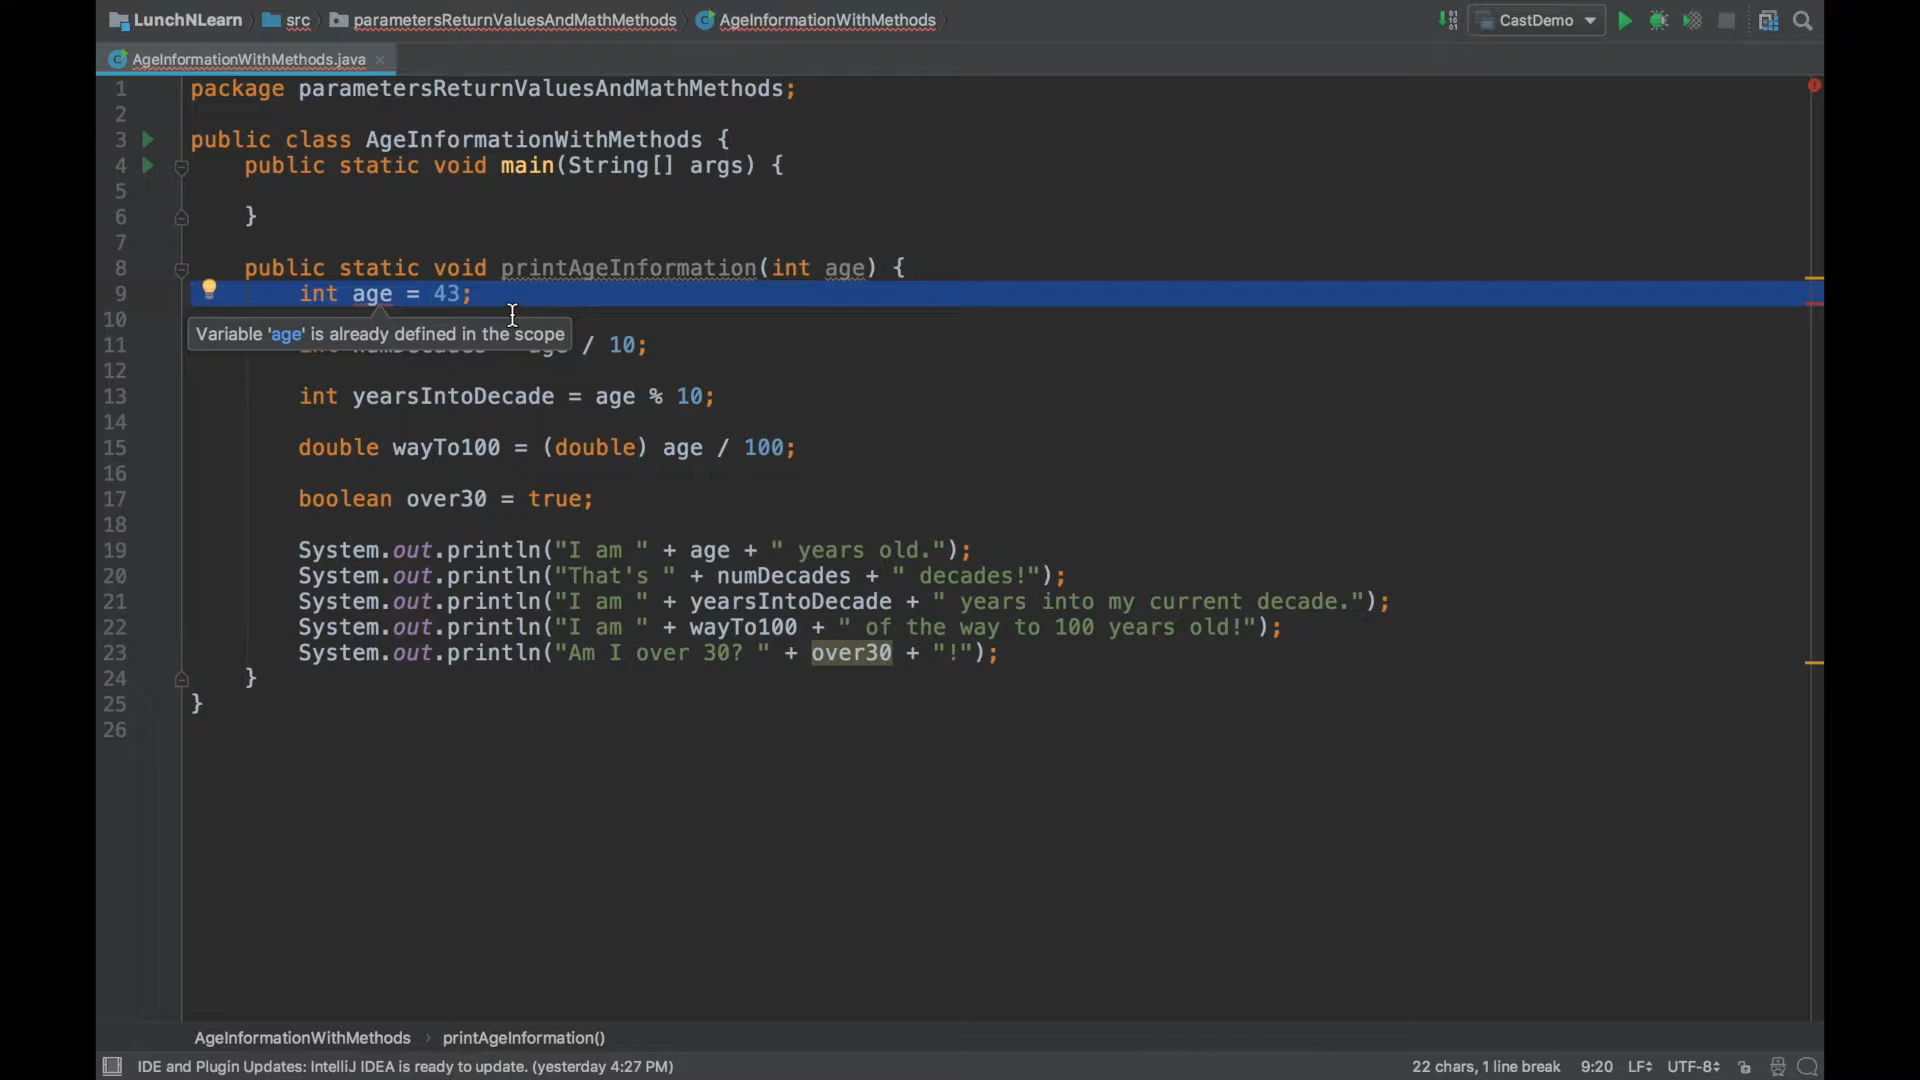 LunchNLearn src parametersReturnValuesAndMathMethods AgeInformationWithMethods CastDemo
AgeInformationWithMethods.java
1 package parametersReturnValuesAndMathMethods;
2
3 public class AgeInformationWithMethods {
4 public static void main(String[] args) {
5
6 }
7
8 public static void printAgeInformation(int age) {
9 int age = 43;
10
Variable 'age' is already defined in the scope
11 / 10;
12
13 int yearsIntoDecade = age % 10;
14
15 double wayTo100 = (double) age / 100;
16
17 boolean over30 = true;
18
19 System.out.println("I am " + age + " years old.");
20 System.out.println("That's " + numDecades + " decades!");
21 System.out.println("I am " + yearsIntoDecade + " years into my current decade.");
22 System.out.println("I am " + wayTo100 + " of the way to 100 years old!");
23 System.out.println("Am I over 30? " + over30 + "!");
24 }
25 }
26
AgeInformationWithMethods printAgeInformation()
IDE and Plugin Updates: IntelliJ IDEA is ready to update. (yesterday 4:27 PM) 22 chars, 1 line break 9:20 LF UTF-8